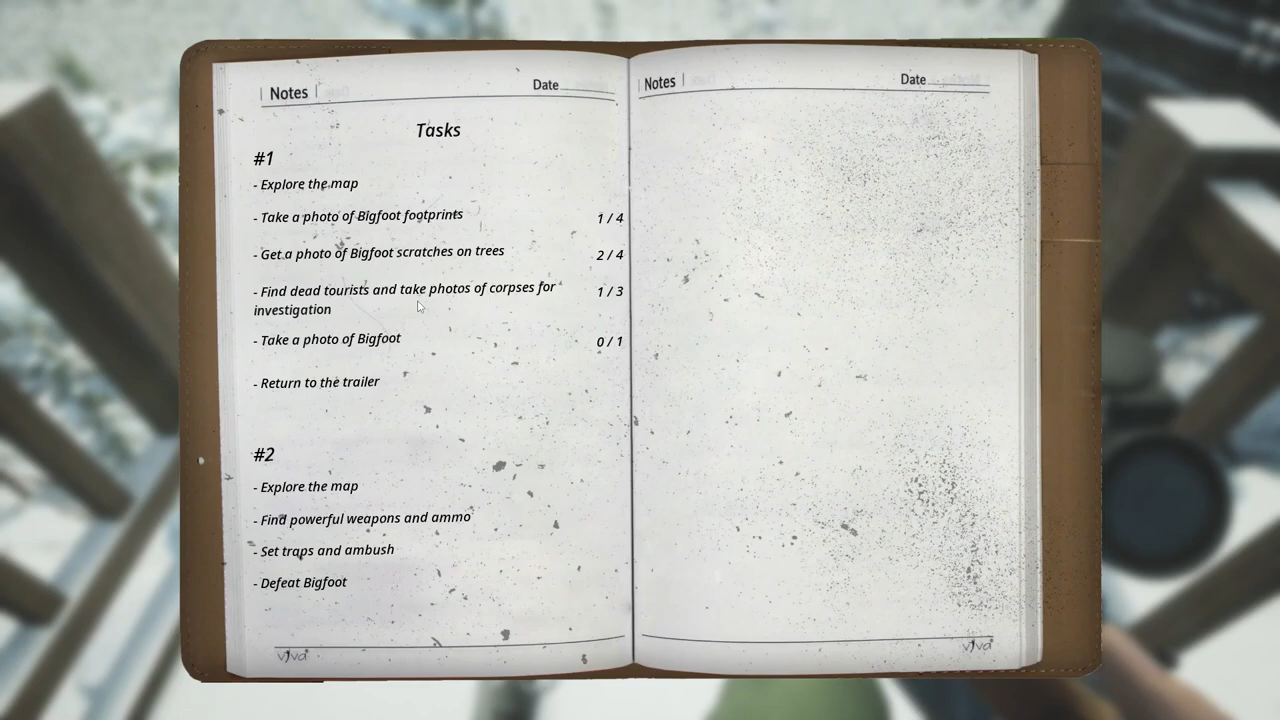 Notes
Date
Tasks
#1
- Explore the map
- Take a photo of Bigfoot footprints 1 / 4
- Get a photo of Bigfoot scratches on trees 2 / 4
- Find dead tourists and take photos of corpses for 1 / 3
investigation
- Take a photo of Bigfoot 0 / 1
- Return to the trailer
#2
- Explore the map
- Find powerful weapons and ammo
- Set traps and ambush
- Defeat Bigfoot
viva
Notes
Date
viva